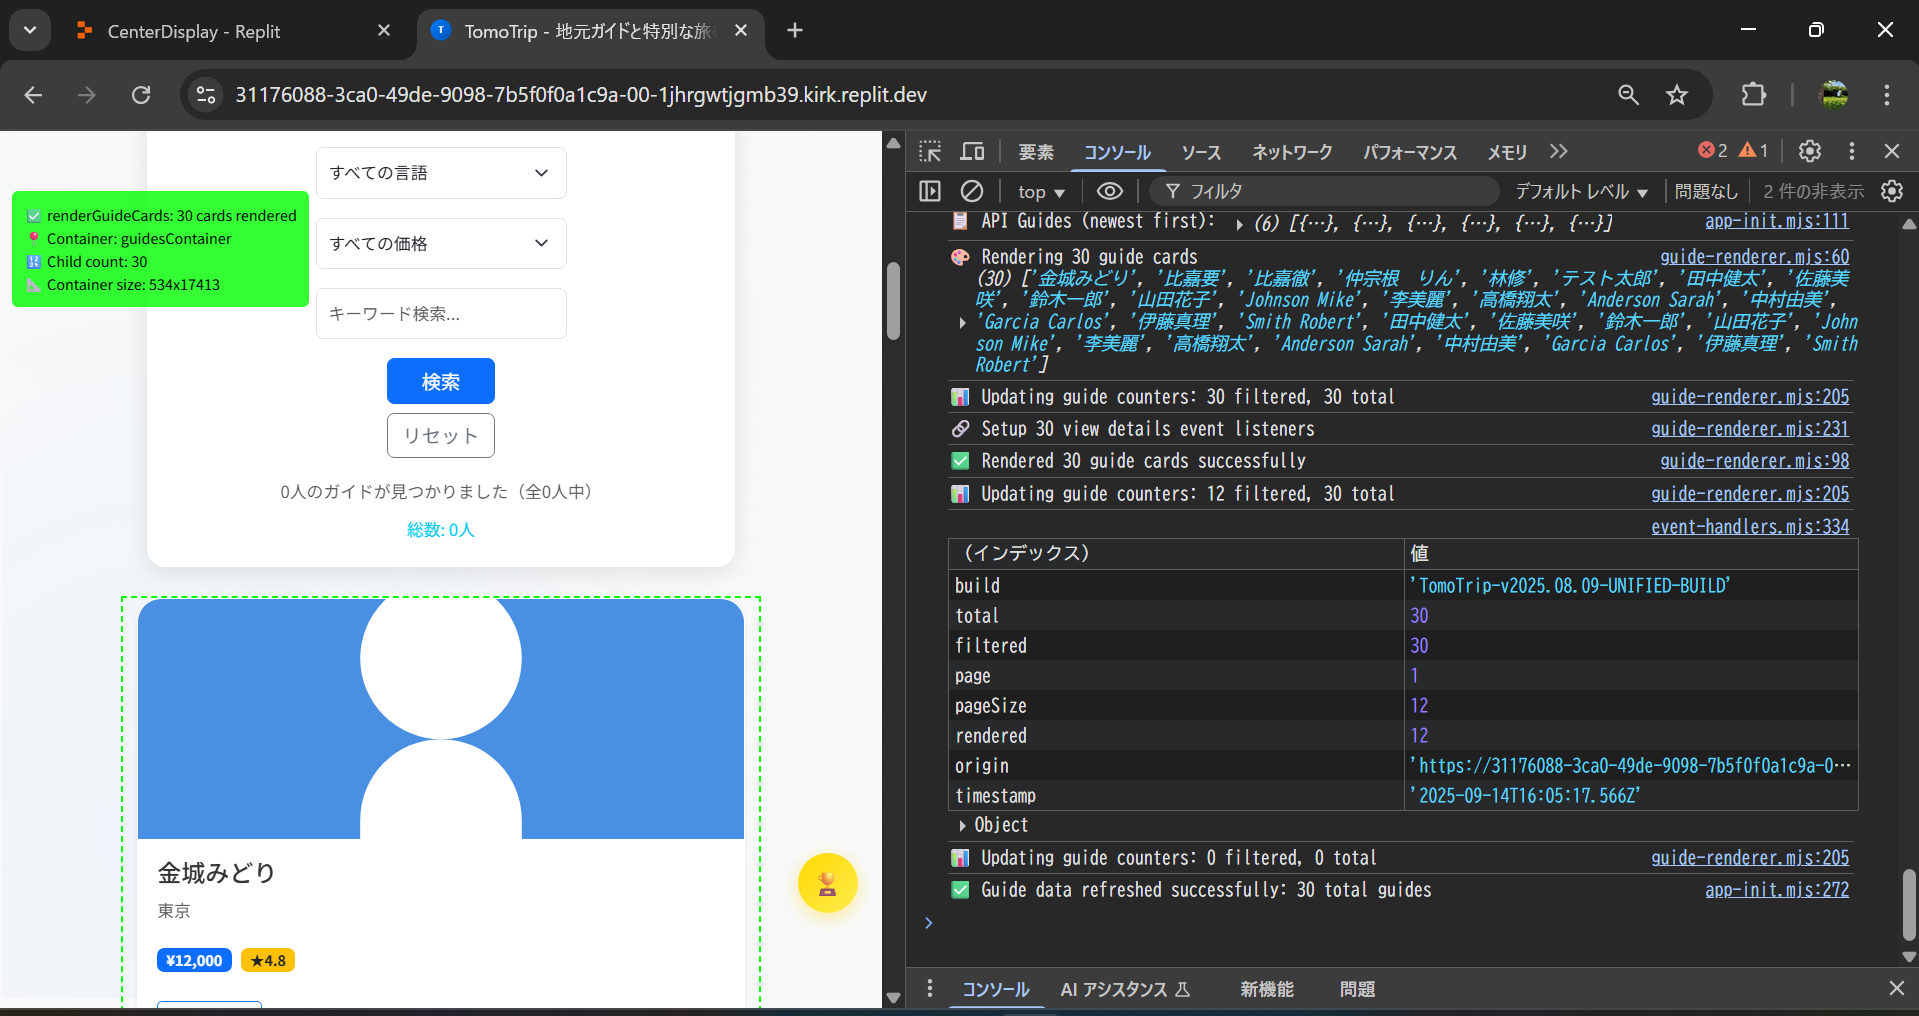 CenterDisplay - Replit
TomoTrip - 地元ガイドと特別な旅
31176088-3ca0-49de-9098-7b5f0f0a1c9a-00-1jhrgwtjgmb39.kirk.replit.dev
すべての言語
✅ renderGuideCards: 30 cards rendered
📍 Container: guidesContainer
🔢 Child count: 30
📐 Container size: 534x17413
すべての価格
キーワード検索...
検索
リセット
0人のガイドが見つかりました（全0人中）
総数: 0人
金城みどり
東京
¥12,000 ★4.8
要素 コンソール ソース ネットワーク パフォーマンス メモリ 2 1
top フィルタ デフォルト レベル 問題なし 2 件の非表示
📋 API Guides (newest first): ▶ (6) [{…}, {…}, {…}, {…}, {…}, {…}] app-init.mjs:111
🎨 Rendering 30 guide cards guide-renderer.mjs:60
(30) ['金城みどり', '比嘉要', '比嘉徹', '仲宗根　りん', '林修', 'テスト太郎', '田中健太', '佐藤美
咲', '鈴木一郎', '山田花子', 'Johnson Mike', '李美麗', '高橋翔太', 'Anderson Sarah', '中村由美',
▶ 'Garcia Carlos', '伊藤真理', 'Smith Robert', '田中健太', '佐藤美咲', '鈴木一郎', '山田花子', 'John
son Mike', '李美麗', '高橋翔太', 'Anderson Sarah', '中村由美', 'Garcia Carlos', '伊藤真理', 'Smith
Robert']
📊 Updating guide counters: 30 filtered, 30 total guide-renderer.mjs:205
🔗 Setup 30 view details event listeners guide-renderer.mjs:231
✅ Rendered 30 guide cards successfully guide-renderer.mjs:98
📊 Updating guide counters: 12 filtered, 30 total guide-renderer.mjs:205
event-handlers.mjs:334
（インデックス） 値
build 'TomoTrip-v2025.08.09-UNIFIED-BUILD'
total 30
filtered 30
page 1
pageSize 12
rendered 12
origin 'https://31176088-3ca0-49de-9098-7b5f0f0a1c9a-0…
timestamp '2025-09-14T16:05:17.566Z'
▶ Object
📊 Updating guide counters: 0 filtered, 0 total guide-renderer.mjs:205
✅ Guide data refreshed successfully: 30 total guides app-init.mjs:272
コンソール AI アシスタンス 新機能 問題